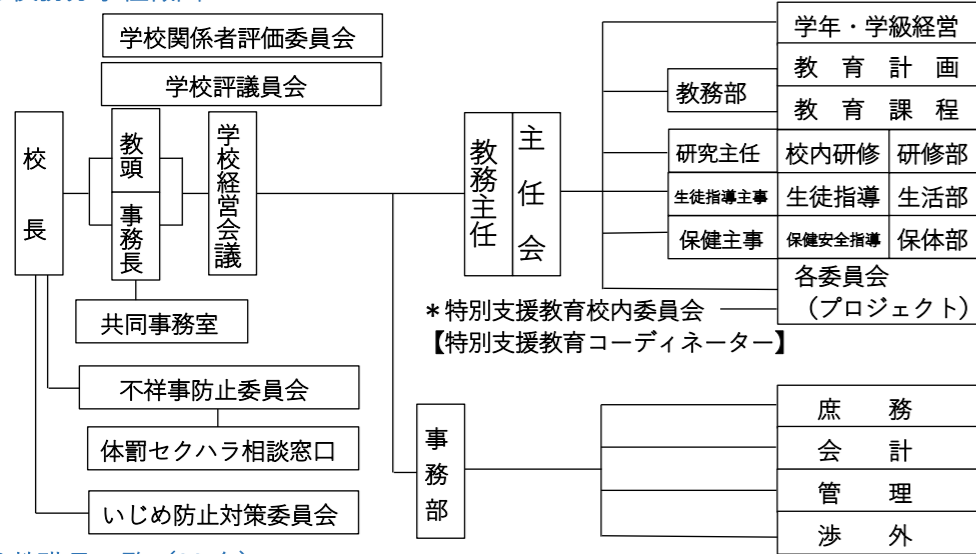 学校関係者評価委員会
学校評議員会
校長
教頭
事務長
学校経営会議
共同事務室
不祥事防止委員会
体罰セクハラ相談窓口
いじめ防止対策委員会
教務主任
主任会
事務部
学年・学級経営
教務部
教育計画
教育課程
研究主任 校内研修 研修部
生徒指導主事 生徒指導 生活部
保健主事 保健安全指導 保体部
各委員会
(プロジェクト)
*特別支援教育校内委員会
【特別支援教育コーディネーター】
庶務
会計
管理
渉外